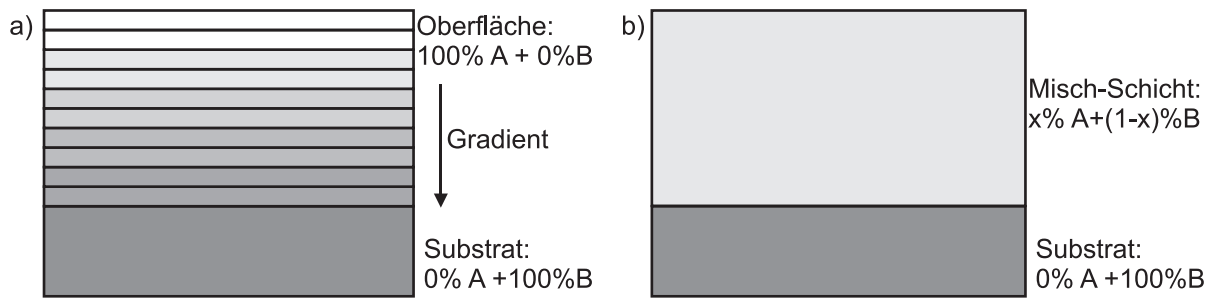 a)
Oberfläche:
100% A + 0%B
Gradient
Substrat:
0% A +100%B
b)
Misch-Schicht:
x% A+(1-x)%B
Substrat:
0% A +100%B